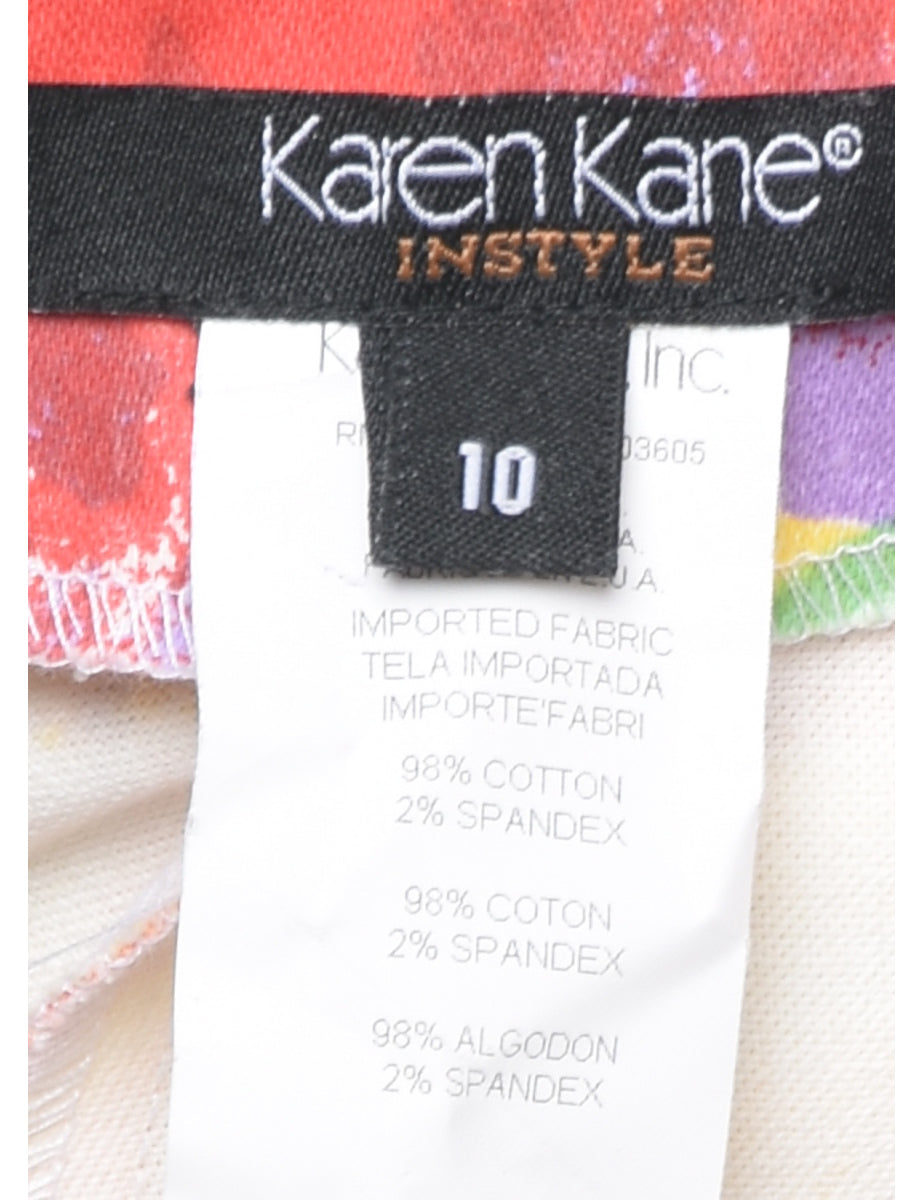 Karen Kane®
INSTYLE
Inc.
10
03605
IMPORTED FABRIC
TELA IMPORTADA
IMPORTE'FABRI
98% COTTON
2% SPANDEX
98% COTON
2% SPANDEX
98% ALGODON
2% SPANDEX